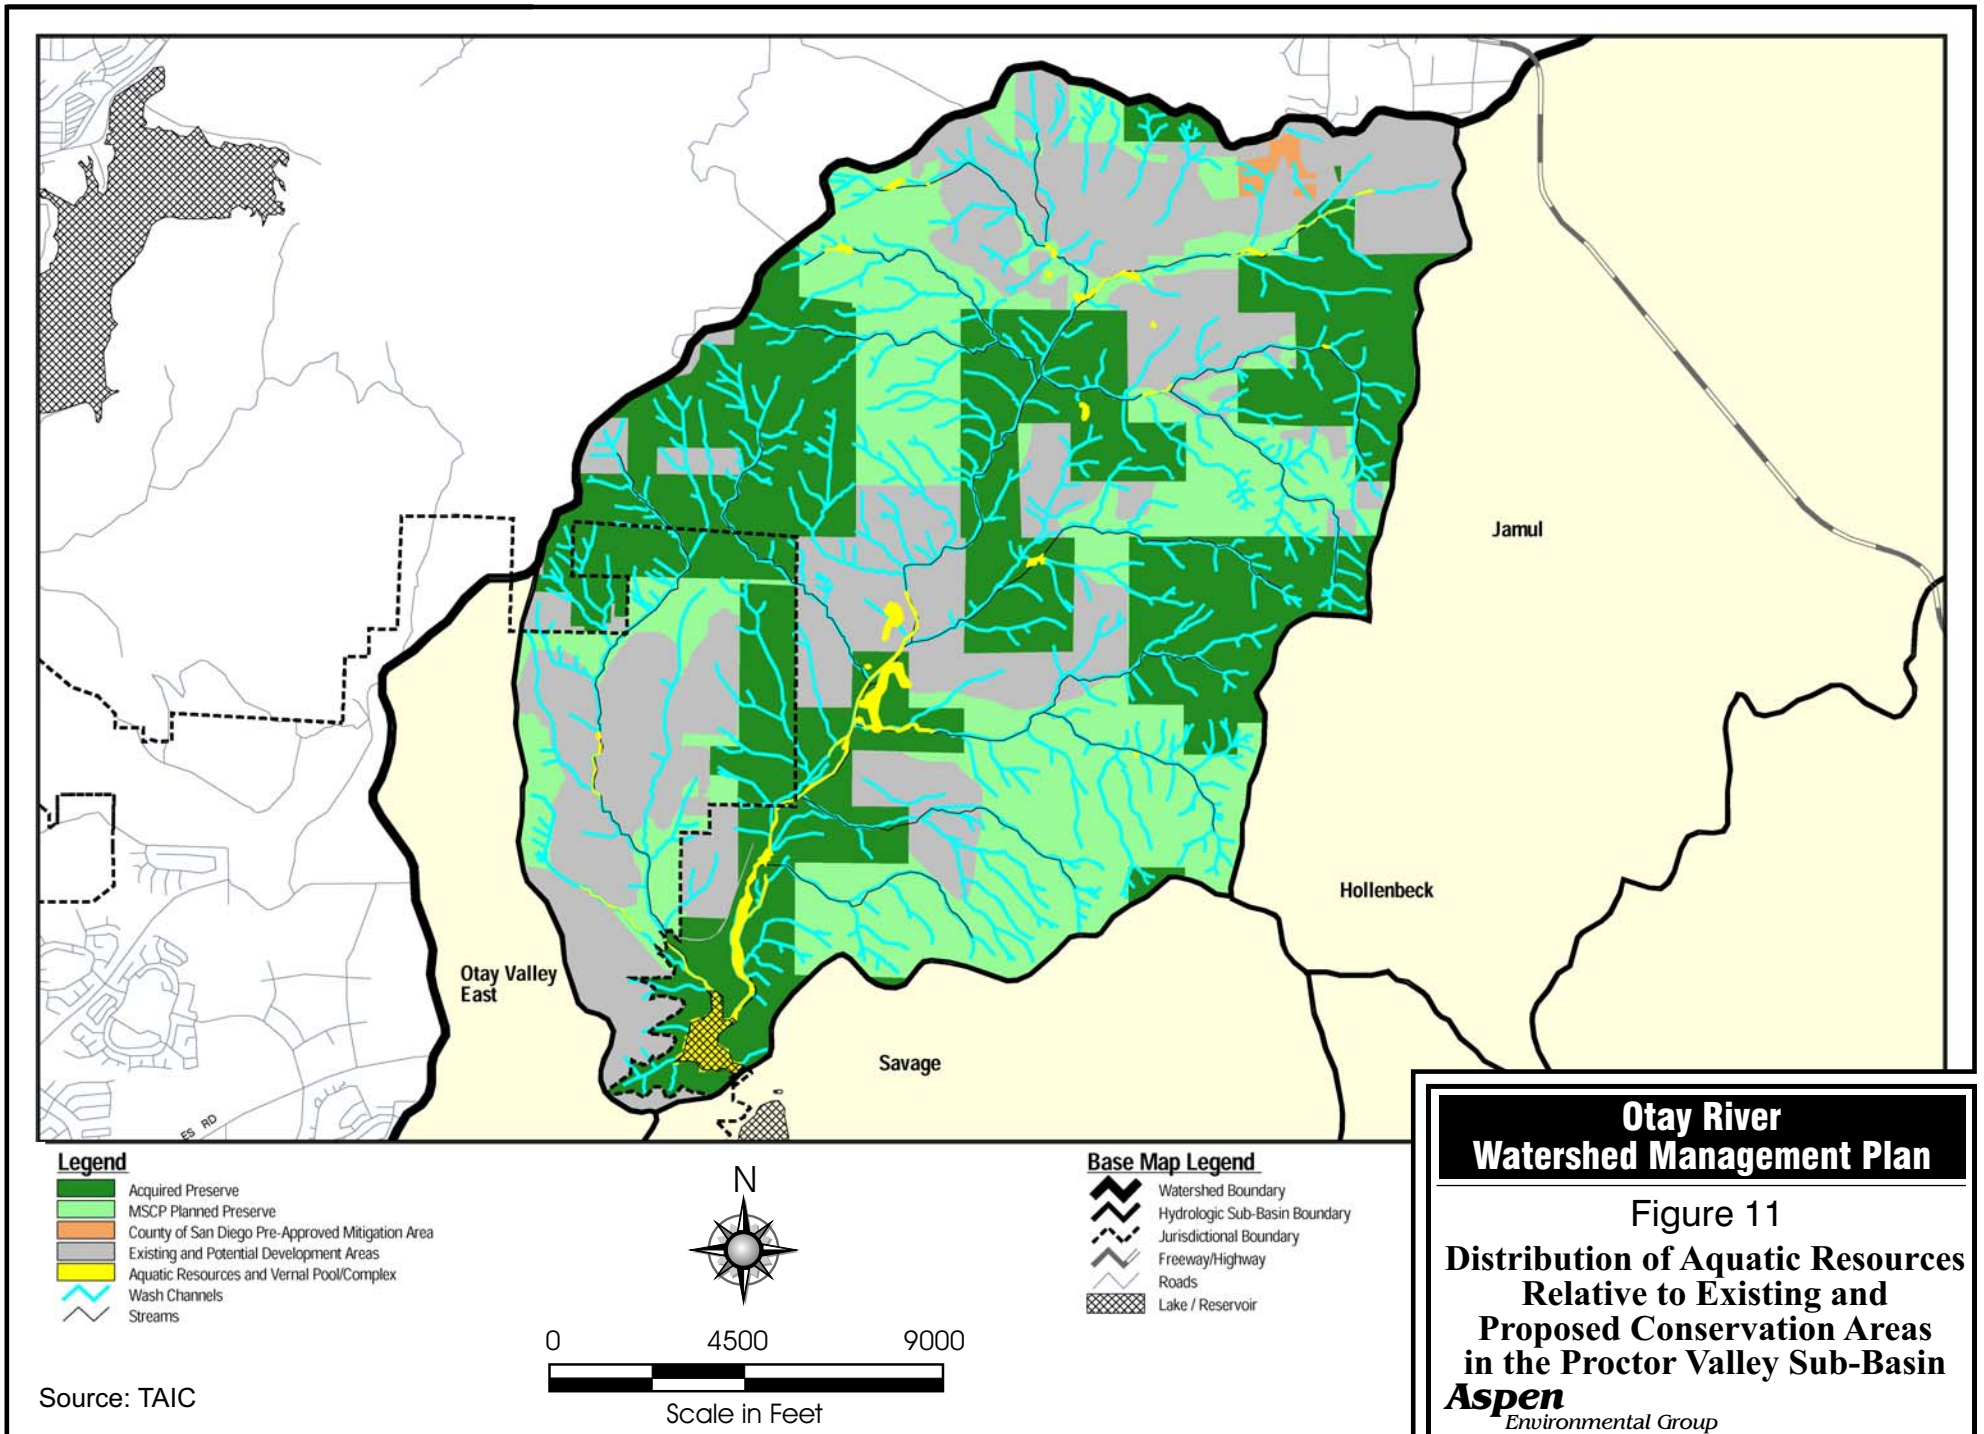 Jamul
Hollenbeck
Otay Valley
East
Savage
ES RD
Legend
Acquired Preserve
MSCP Planned Preserve
County of San Diego Pre-Approved Mitigation Area
Existing and Potential Development Areas
Aquatic Resources and Vernal Pool/Complex
Wash Channels
Streams
N
0 4500 9000
Scale in Feet
Source: TAIC
Base Map Legend
Watershed Boundary
Hydrologic Sub-Basin Boundary
Jurisdictional Boundary
Freeway/Highway
Roads
Lake / Reservoir
Otay River
Watershed Management Plan
Figure 11
Distribution of Aquatic Resources
Relative to Existing and
Proposed Conservation Areas
in the Proctor Valley Sub-Basin
Aspen
Environmental Group